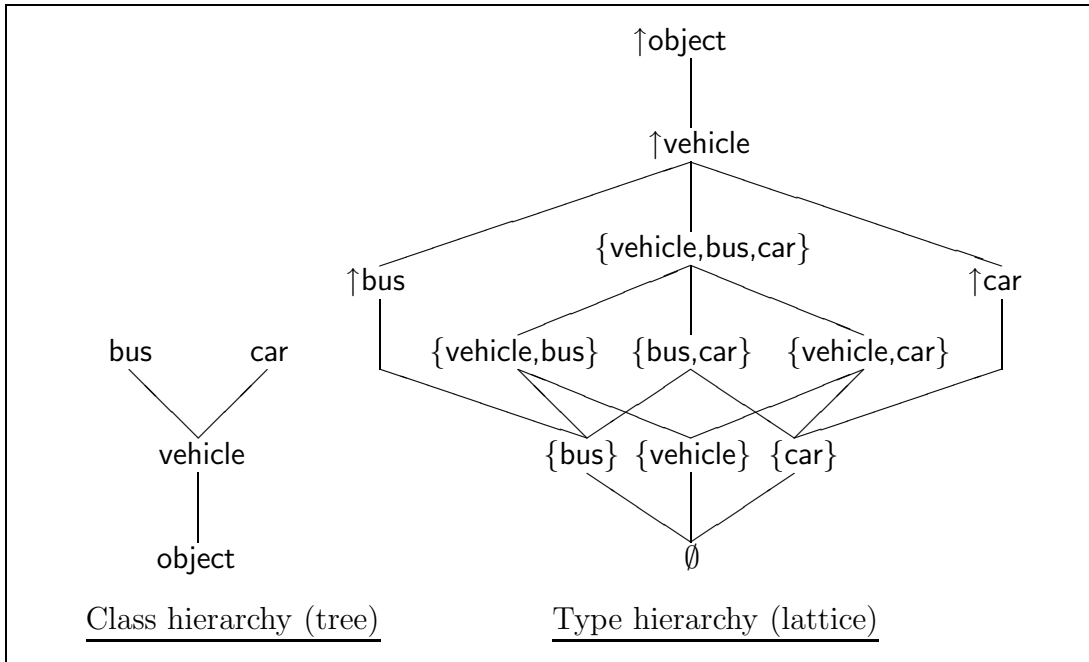 ↑object
↑vehicle
{vehicle,bus,car}
↑bus
↑car
bus
car
{vehicle,bus}
{bus,car}
{vehicle,car}
vehicle
{bus}
{vehicle}
{car}
object
∅
Class hierarchy (tree)
Type hierarchy (lattice)